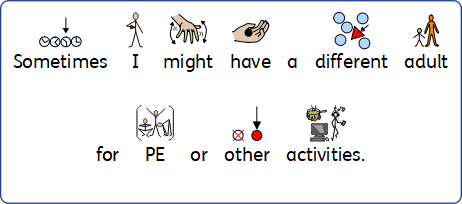 Sometimes I might have a different adult
for PE or other activities.